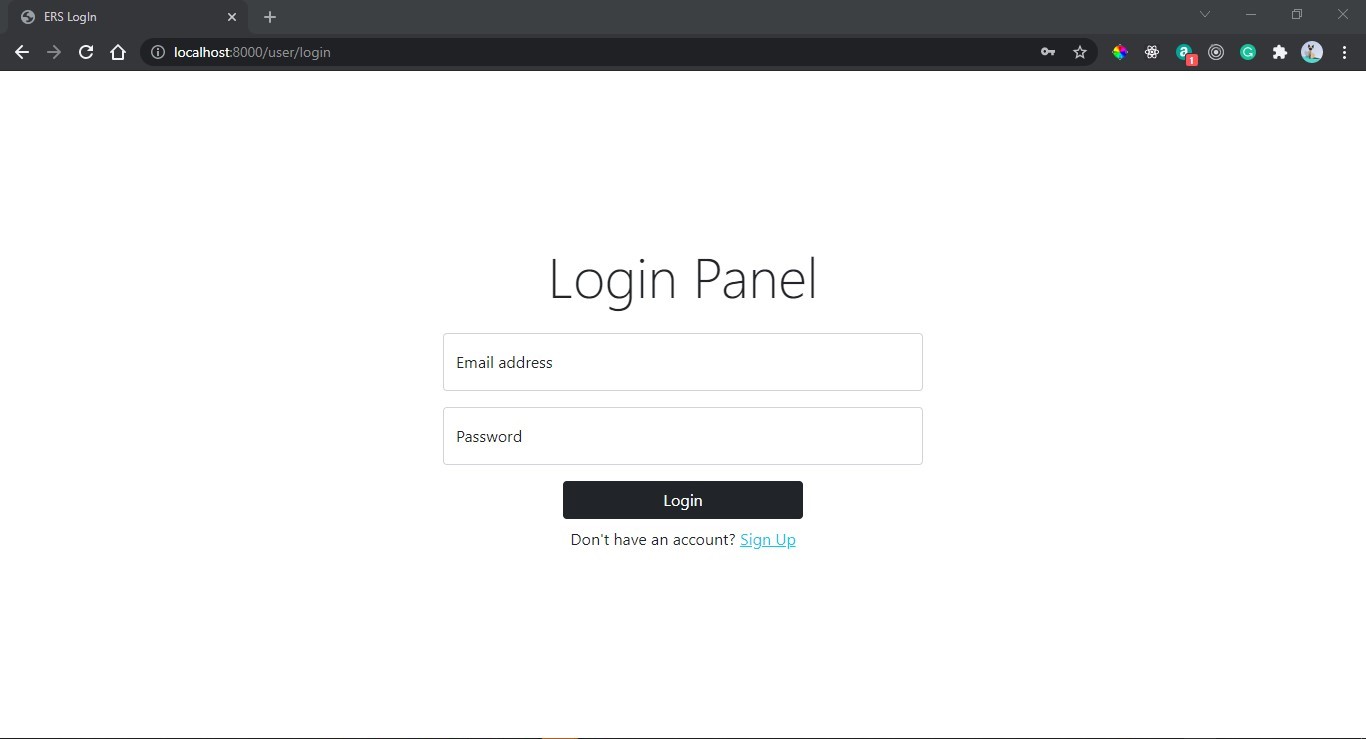 ERS LogIn
localhost:8000/user/login
1
Login Panel
Email address
Password
Login
Don't have an account? Sign Up